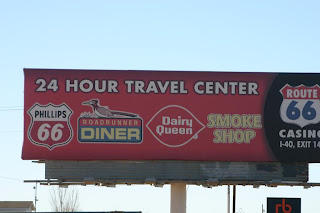 24 HOUR TRAVEL CENTER
PHILLIPS
66
ROADRUNNER
DINER
Dairy
Queen
SMOKE
SHOP
ROUTE
66
CASINO
I-40, EXIT 14